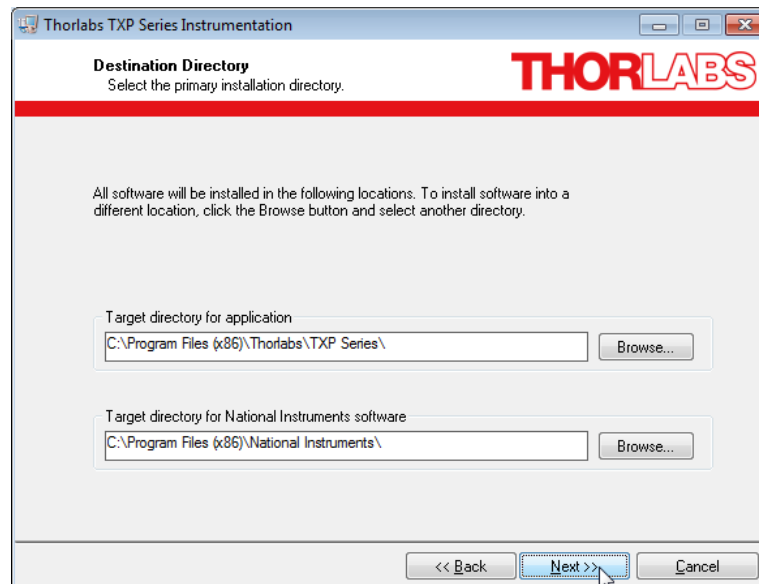 Thorlabs TXP Series Instrumentation
Destination Directory
Select the primary installation directory.
THORLABS
All software will be installed in the following locations. To install software into a
different location, click the Browse button and select another directory.
Target directory for application
C:\Program Files (x86)\Thorlabs\TXP Series\
Browse...
Target directory for National Instruments software
C:\Program Files (x86)\National Instruments\
Browse...
<< Back
Next >>
Cancel